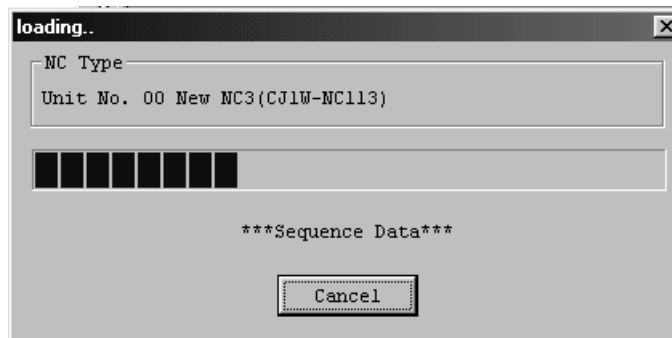 loading..
NC Type
Unit No. 00 New NC3(CJ1W-NC113)
***Sequence Data***
Cancel